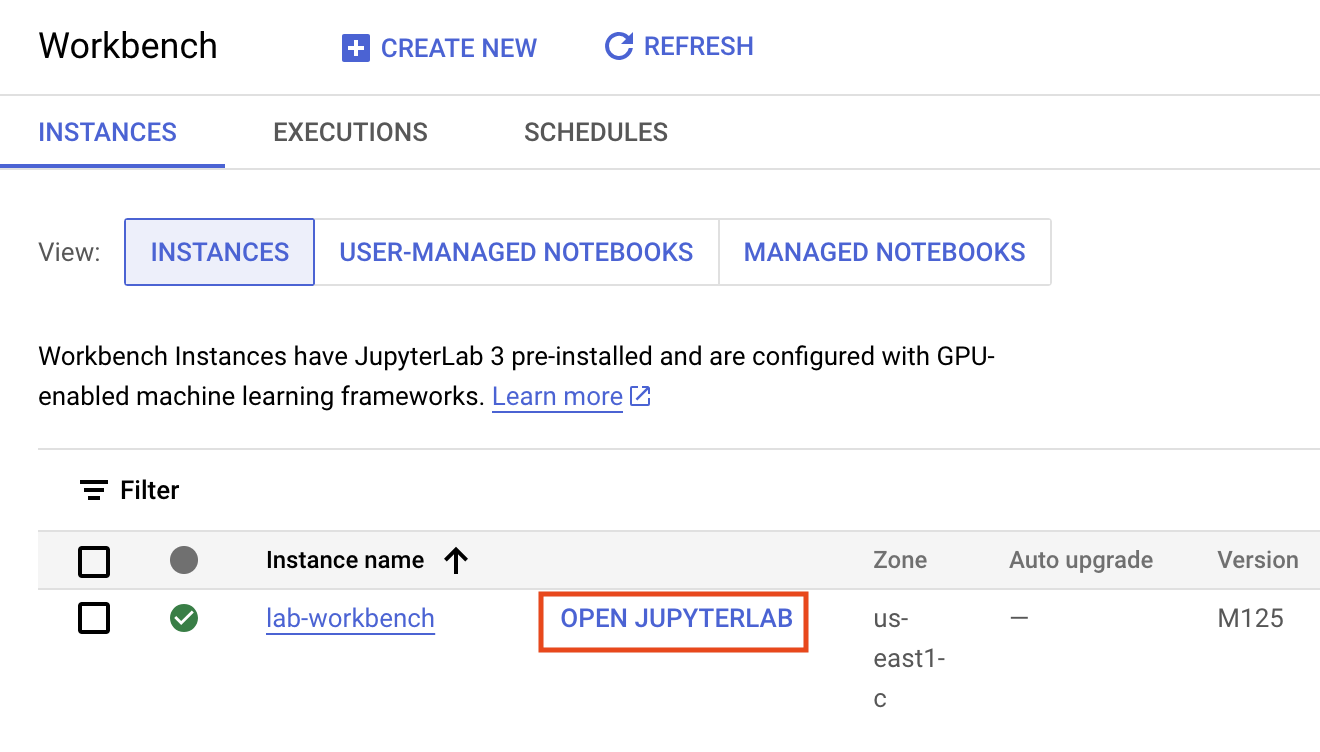 Workbench CREATE NEW REFRESH
INSTANCES EXECUTIONS SCHEDULES
View: INSTANCES USER-MANAGED NOTEBOOKS MANAGED NOTEBOOKS
Workbench Instances have JupyterLab 3 pre-installed and are configured with GPU-
enabled machine learning frameworks. Learn more
Filter
Instance name Zone Auto upgrade Version
lab-workbench OPEN JUPYTERLAB us- — M125
east1-
c